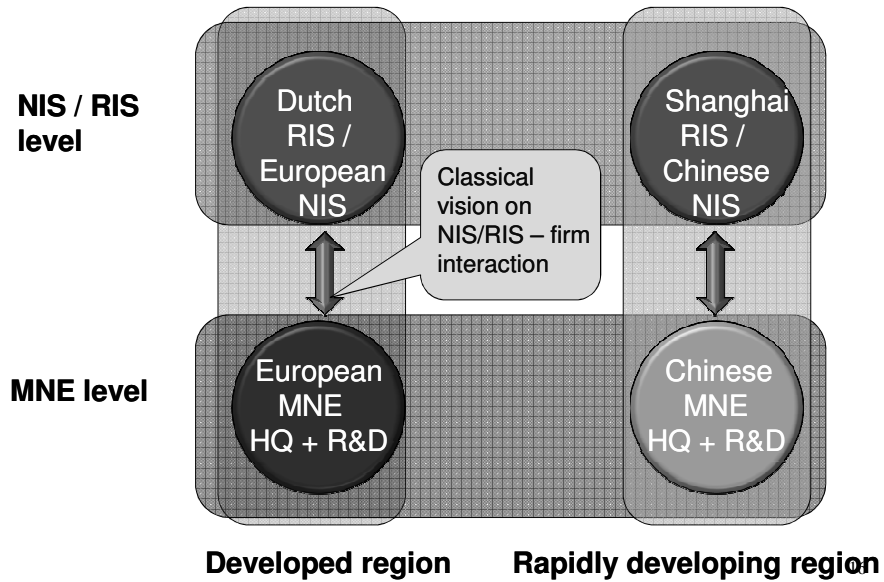 NIS / RIS
level
Dutch
RIS /
European
NIS
Classical
vision on
NIS/RIS – firm
interaction
Shanghai
RIS /
Chinese
NIS
MNE level
European
MNE
HQ + R&D
Chinese
MNE
HQ + R&D
Developed region
Rapidly developing region